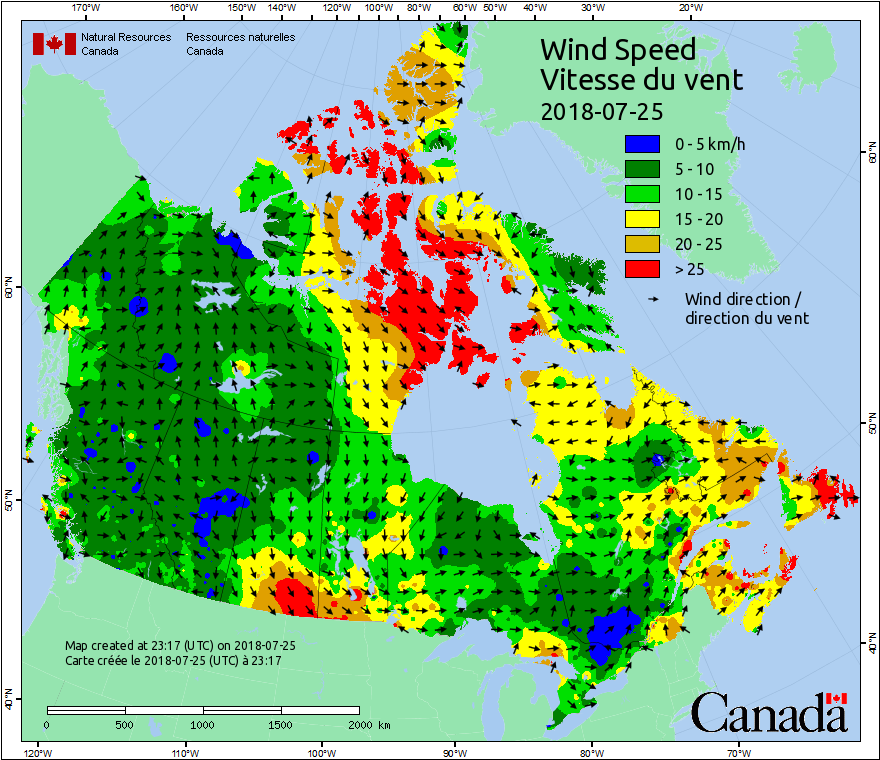 170°W 160°W 150°W 140°W 130°W 120°W 110°W 100°W 90°W 80°W 60°W 50°W 40°W 30°W 20°W
Natural Resources Ressources naturelles
Canada Canada
Wind Speed
Vitesse du vent
2018-07-25
0 - 5 km/h
5 - 10
10 - 15
15 - 20
20 - 25
> 25
Wind direction /
direction du vent
60°N
60°N
50°N
50°N
40°N
40°N
Map created at 23:17 (UTC) on 2018-07-25
Carte créée le 2018-07-25 (UTC) à 23:17
0 500 1000 1500 2000 km
Canada
120°W 110°W 100°W 90°W 80°W 70°W